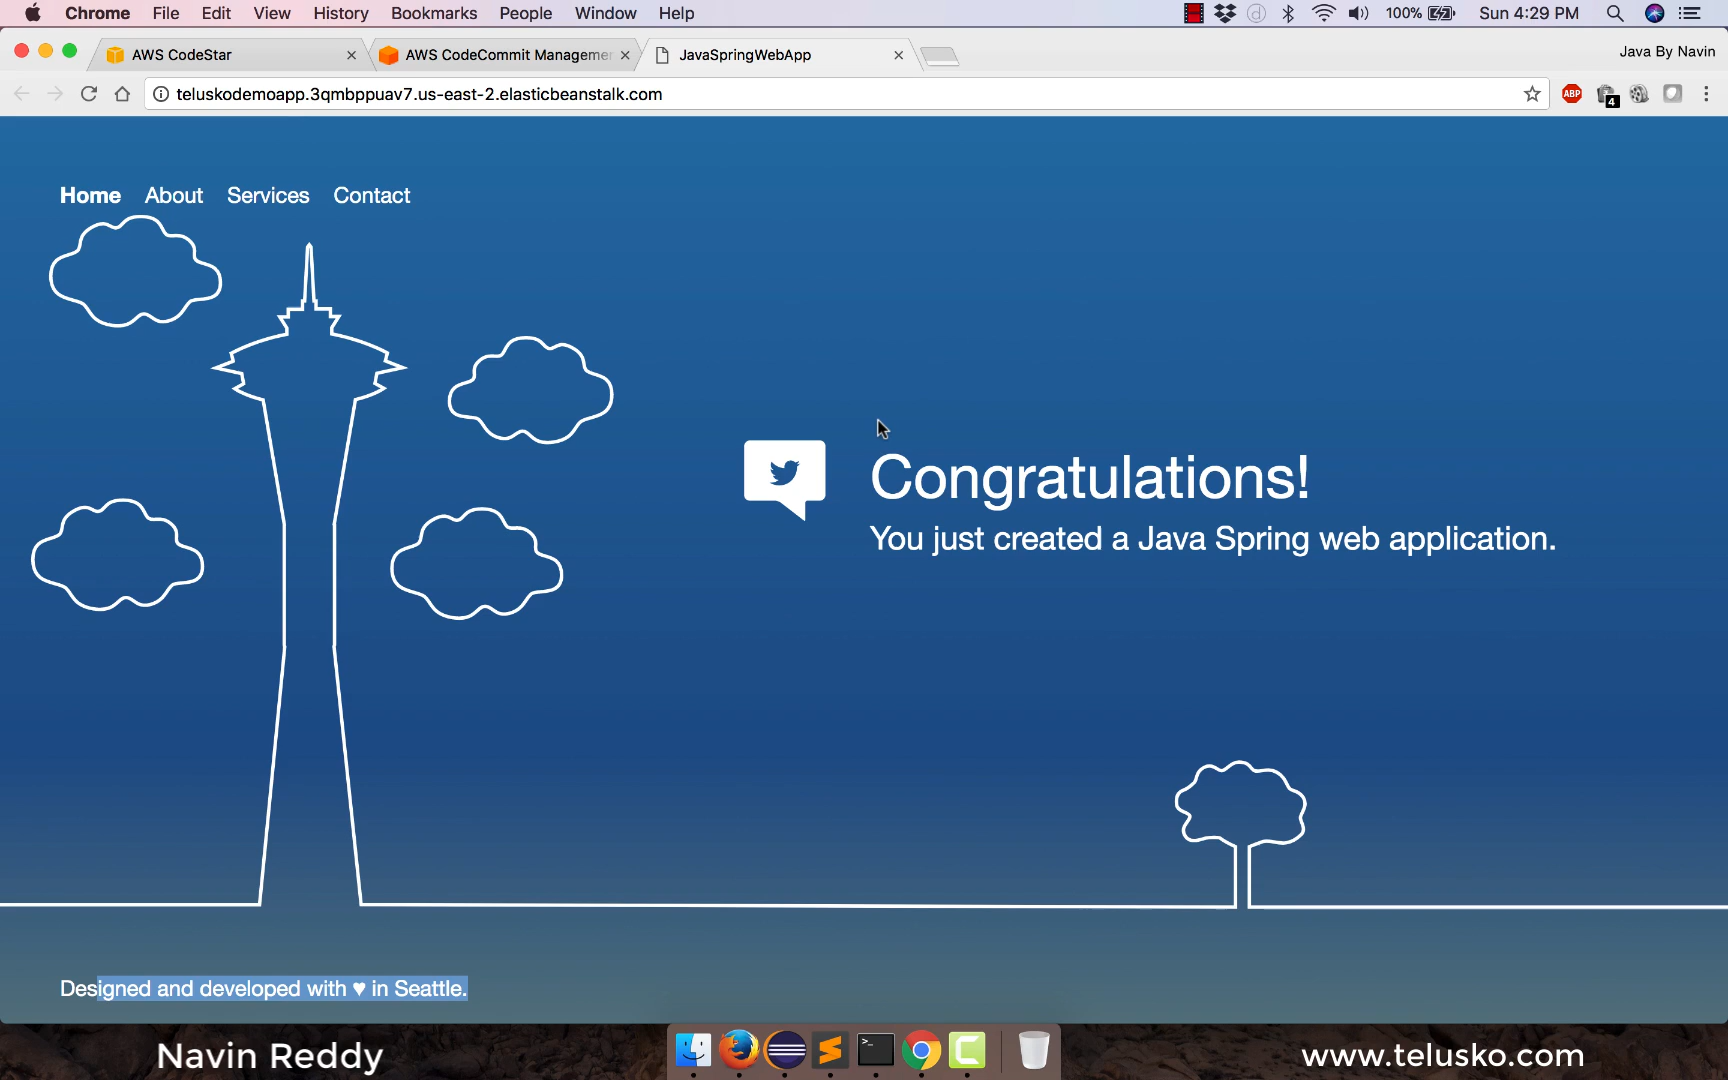 Chrome File Edit View History Bookmarks People Window Help 100% Sun 4:29 PM
AWS CodeStar AWS CodeCommit Managemen JavaSpringWebApp Java By Navin
teluskodemoapp.3qmbppuav7.us-east-2.elasticbeanstalk.com ABP 4
Home About Services Contact
Congratulations!
You just created a Java Spring web application.
Designed and developed with ♥ in Seattle.
Navin Reddy www.telusko.com